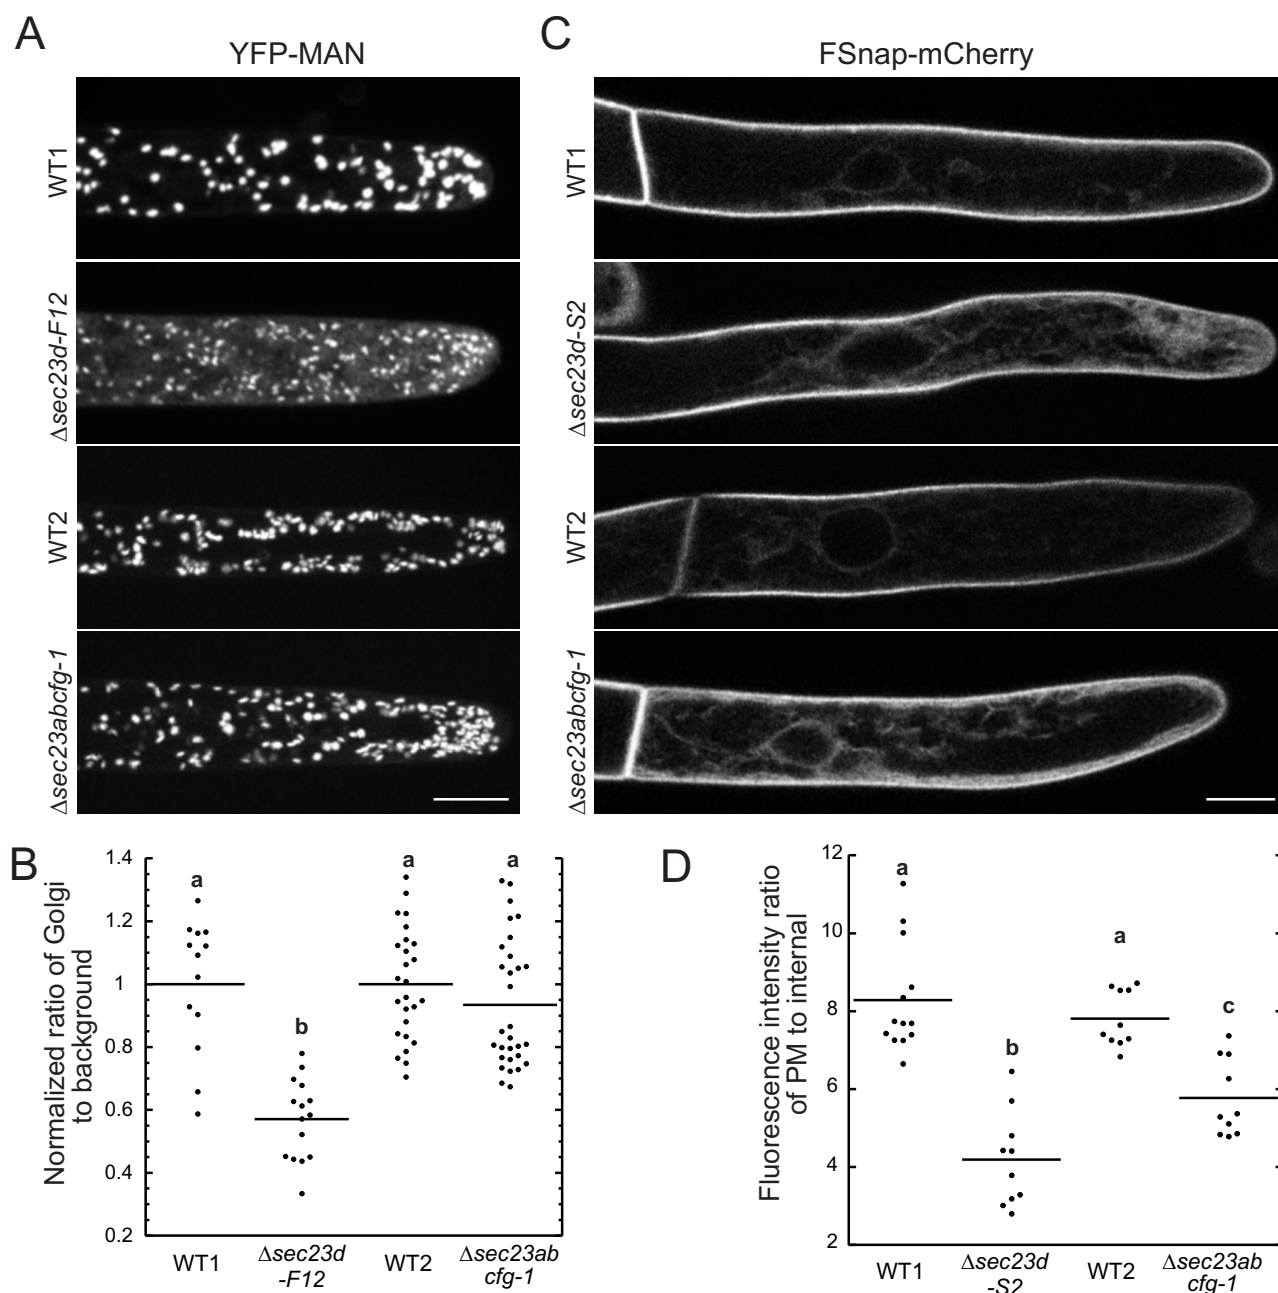 A
C
YFP-MAN
FSnap-mCherry
WT1
Δsec23d-F12
WT2
Δsec23abcfg-1
WT1
Δsec23d-S2
WT2
Δsec23abcfg-1
B
Normalized ratio of Golgi
to background
1.4
1.2
1
0.8
0.6
0.4
0.2
a
b
a
a
WT1
Δsec23d
-F12
WT2
Δsec23ab
cfg-1
D
Fluorescence intensity ratio
of PM to internal
12
10
8
6
4
2
a
b
a
c
WT1
Δsec23d
-S2
WT2
Δsec23ab
cfg-1